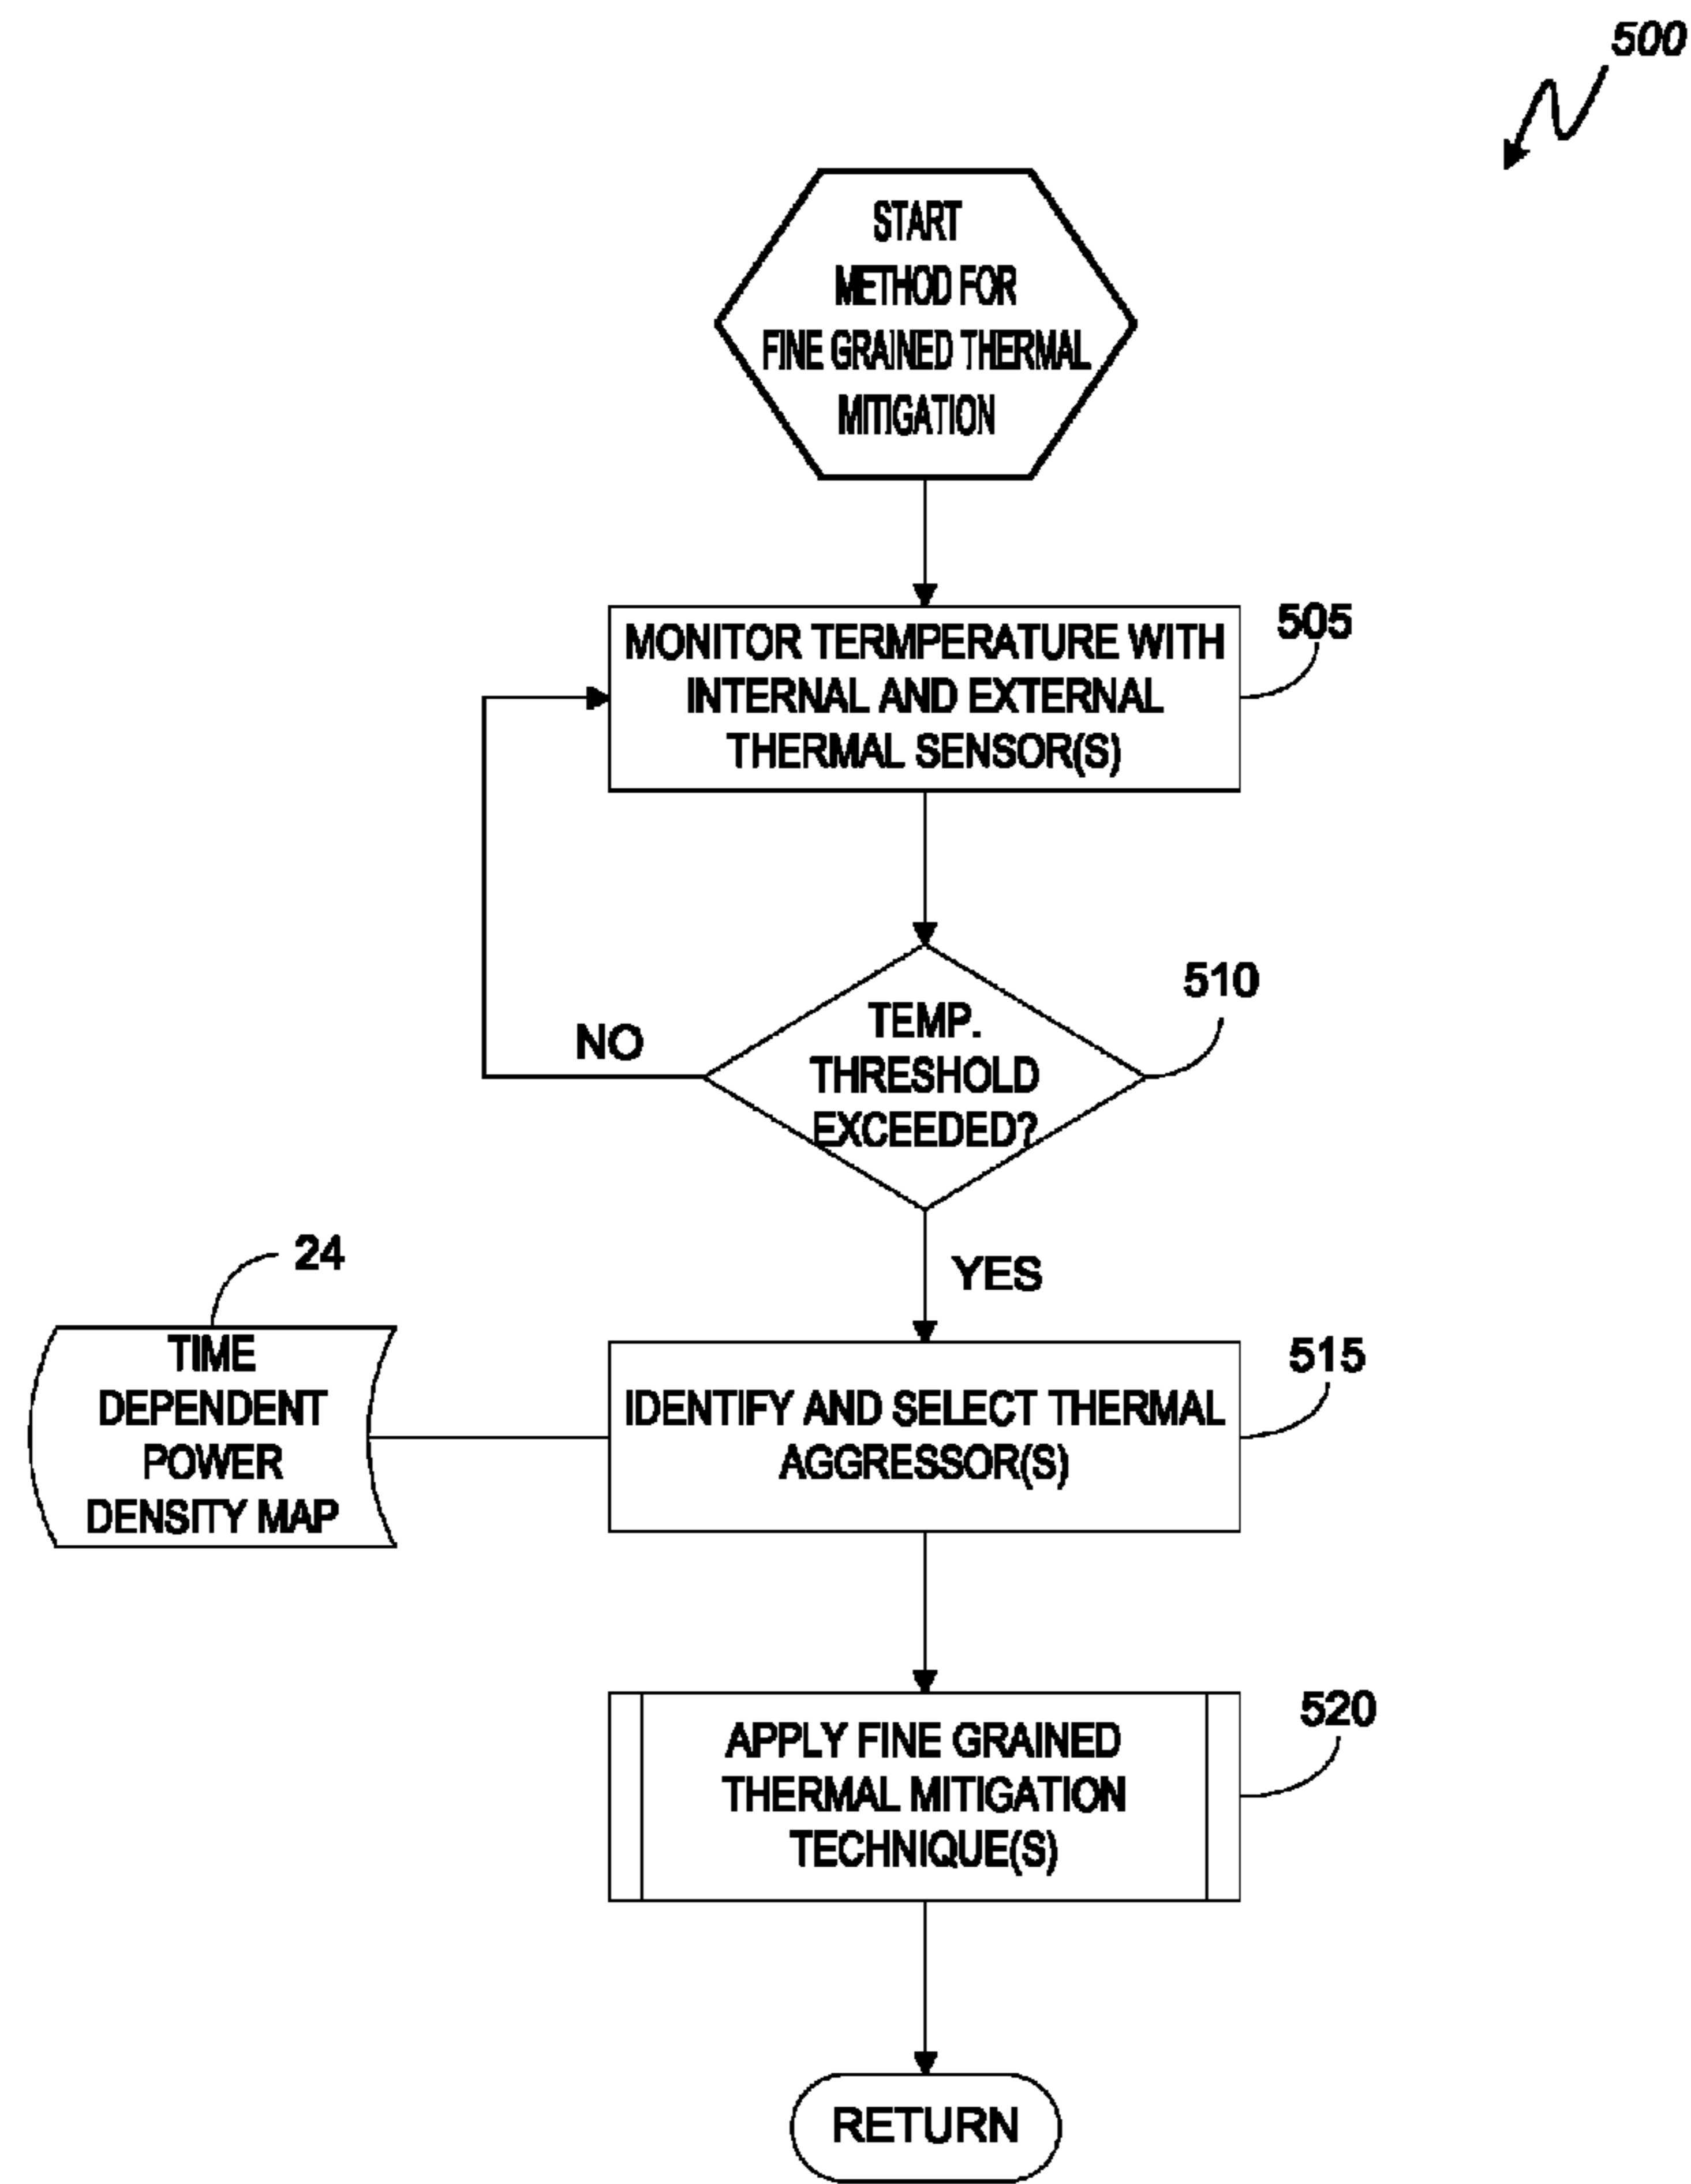 500
START
METHOD FOR
FINE GRAINED THERMAL
MITIGATION
MONITOR TERMPERATURE WITH
INTERNAL AND EXTERNAL
THERMAL SENSOR(S)
505
TEMP.
THRESHOLD
EXCEEDED?
510
NO
YES
24
TIME
DEPENDENT
POWER
DENSITY MAP
IDENTIFY AND SELECT THERMAL
AGGRESSOR(S)
515
APPLY FINE GRAINED
THERMAL MITIGATION
TECHNIQUE(S)
520
RETURN